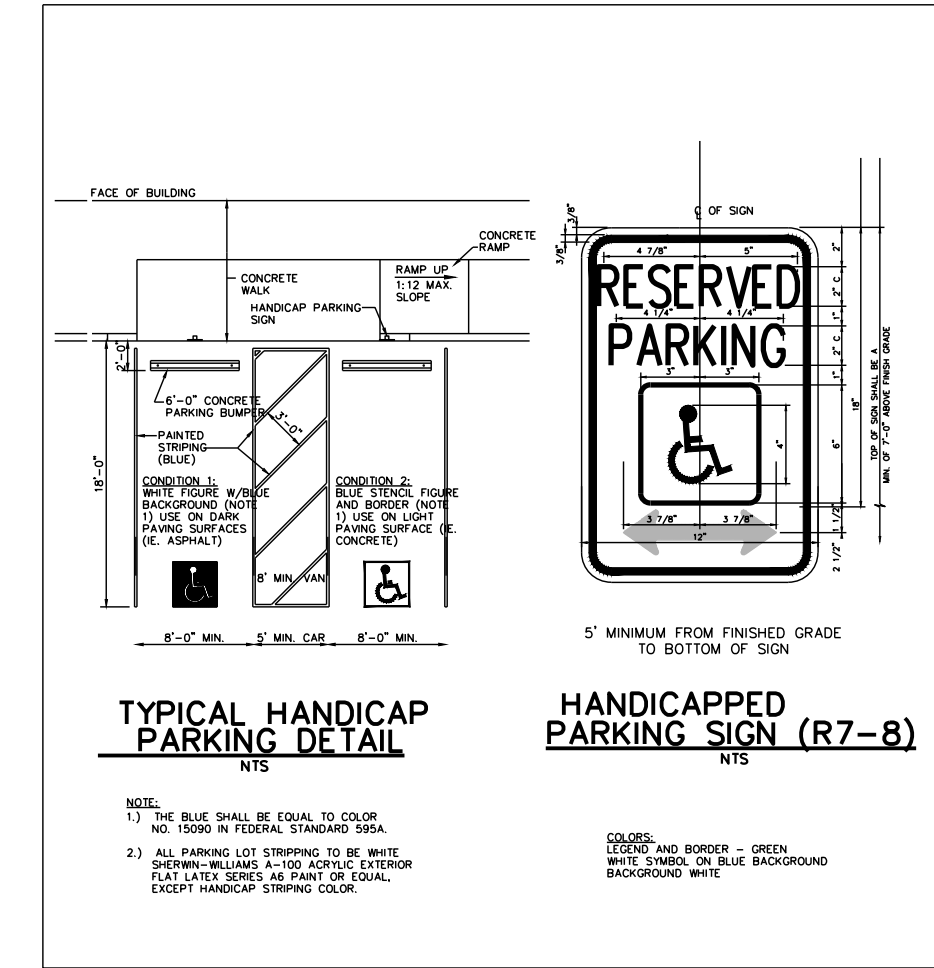 FACE OF BUILDING
CONCRETE
RAMP
CONCRETE
WALK
RAMP UP
1:12 MAX.
SLOPE
HANDICAP PARKING
SIGN
2'-0"
6'-0" CONCRETE
PARKING BUMPER
3'-0"
PAINTED
STRIPING
(BLUE)
18'-0"
CONDITION 1:
WHITE FIGURE W/BLUE
BACKGROUND (NOTE
1) USE ON DARK
PAVING SURFACES
(IE. ASPHALT)
CONDITION 2:
BLUE STENCIL FIGURE
AND BORDER (NOTE
1) USE ON LIGHT
PAVING SURFACE (IE.
CONCRETE)
8' MIN. VAN
8'-0" MIN.
5' MIN. CAR
8'-0" MIN.
TYPICAL HANDICAP
PARKING DETAIL
NTS
NOTE:
1.) THE BLUE SHALL BE EQUAL TO COLOR
NO. 15090 IN FEDERAL STANDARD 595A.
2.) ALL PARKING LOT STRIPPING TO BE WHITE
SHERWIN-WILLIAMS A-100 ACRYLIC EXTERIOR
FLAT LATEX SERIES A6 PAINT OR EQUAL,
EXCEPT HANDICAP STRIPING COLOR.
℄ OF SIGN
3/8"
3/8"
4 7/8"
5"
RESERVED
4 1/4"
4 1/4"
PARKING
3"
3"
4"
3 7/8"
3 7/8"
12"
2"
2" C
1"
2" C
1"
6"
1 1/2"
2 1/2"
18"
TOP OF SIGN SHALL BE A
MIN. OF 7'-0" ABOVE FINISH GRADE
5' MINIMUM FROM FINISHED GRADE
TO BOTTOM OF SIGN
HANDICAPPED
PARKING SIGN (R7-8)
NTS
COLORS:
LEGEND AND BORDER - GREEN
WHITE SYMBOL ON BLUE BACKGROUND
BACKGROUND WHITE